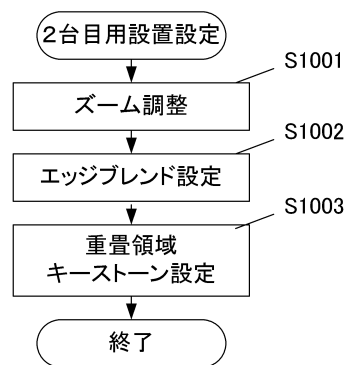 ２台目用設置設定
S1001
ズーム調整
S1002
エッジブレンド設定
S1003
重畳領域
キーストーン設定
終了